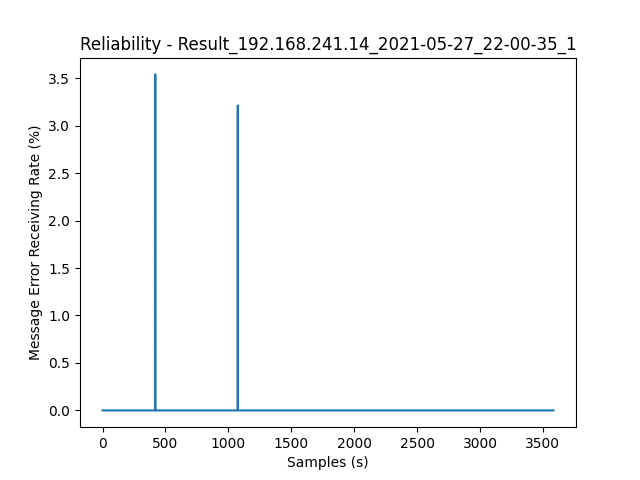 Reliability - Result_192.168.241.14_2021-05-27_22-00-35_1
Message Error Receiving Rate (%)
3.5
3.0
2.5
2.0
1.5
1.0
0.5
0.0
0 500 1000 1500 2000 2500 3000 3500
Samples (s)